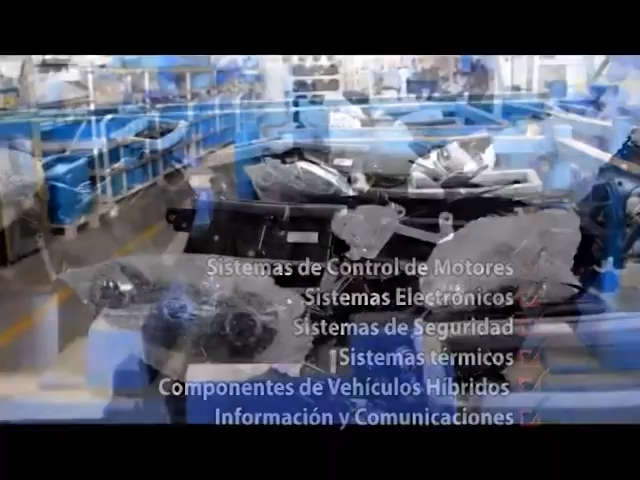 Sistemas de Control de Motores
Sistemas Electrónicos
Sistemas de Seguridad
Sistemas térmicos
Componentes de Vehículos Híbridos
Información y Comunicaciones